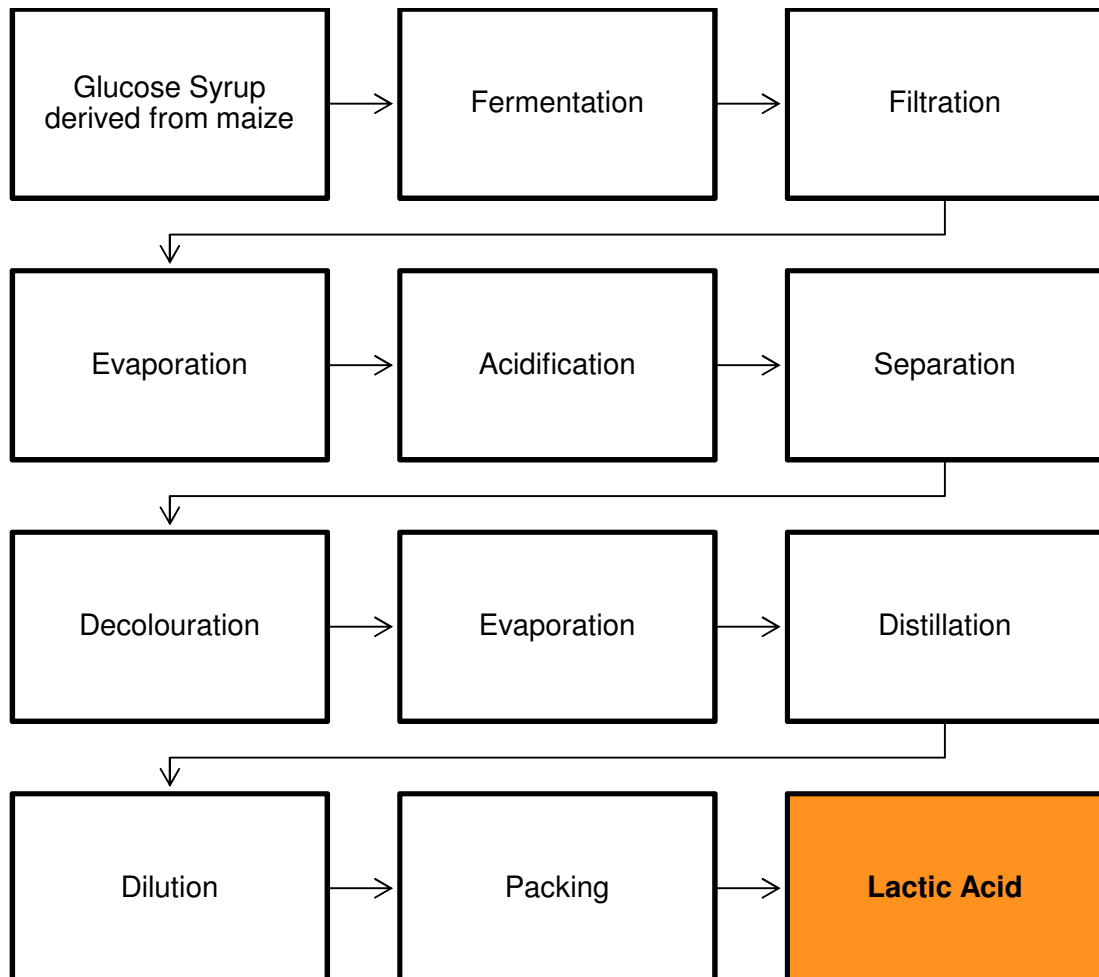 Glucose Syrup
derived from maize
Fermentation
Filtration
Evaporation
Acidification
Separation
Decolouration
Evaporation
Distillation
Dilution
Packing
Lactic Acid